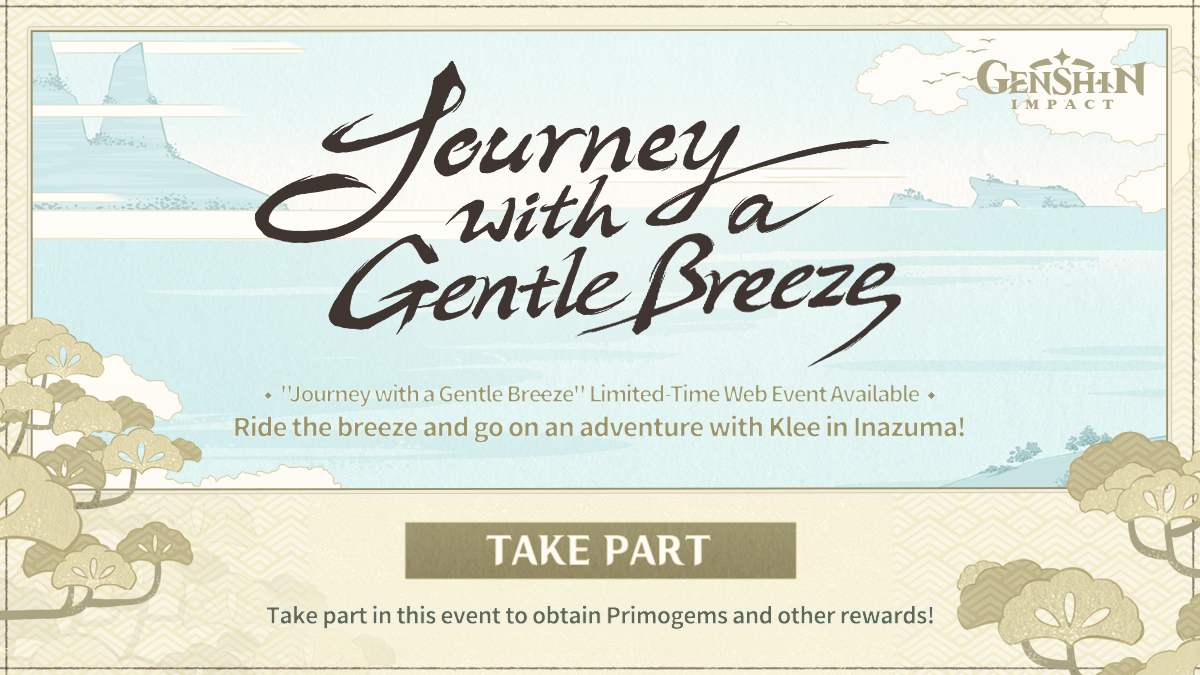 GENSHIN
IMPACT
Journey
with a
Gentle Breeze
"Journey with a Gentle Breeze" Limited-Time Web Event Available
Ride the breeze and go on an adventure with Klee in Inazuma!
TAKE PART
Take part in this event to obtain Primogems and other rewards!